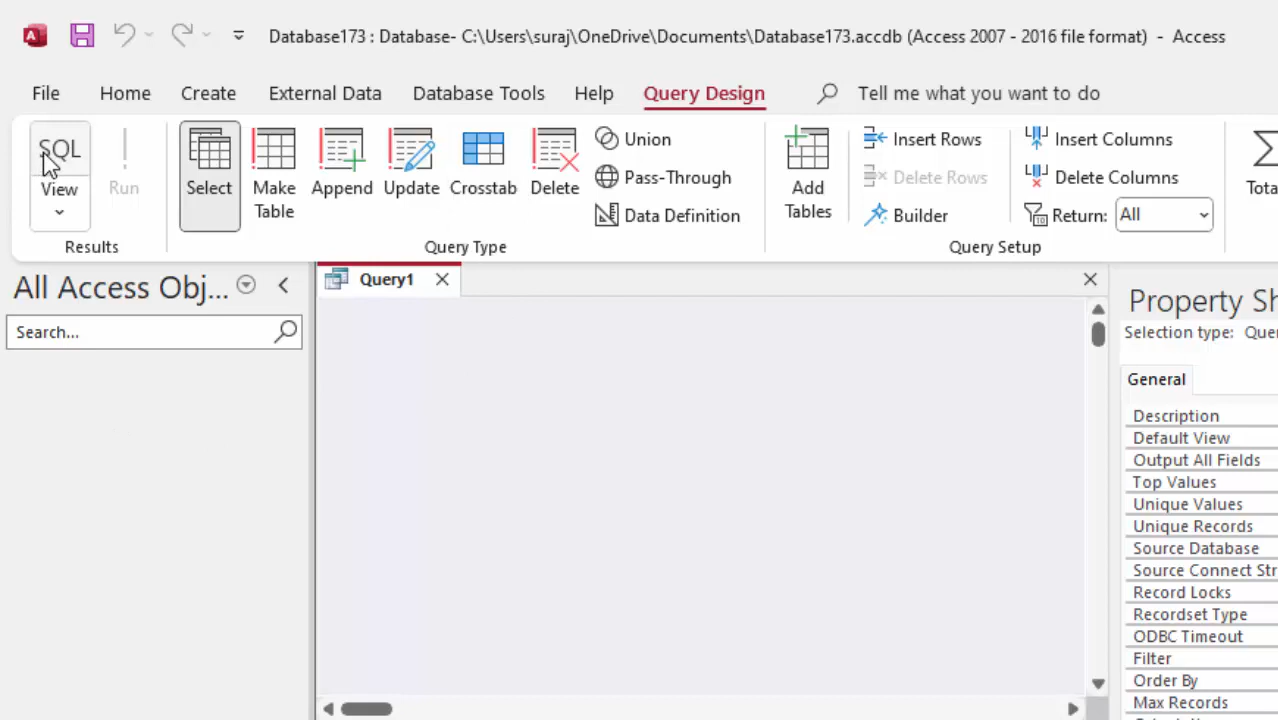 Database173 : Database- C:\Users\suraj\OneDrive\Documents\Database173.accdb (Access 2007 - 2016 file format) - Access
File Home Create External Data Database Tools Help Query Design Tell me what you want to do
SQL
View
Run
Select
Make
Table
Append
Update
Crosstab
Delete
Union
Pass-Through
Data Definition
Add
Tables
Insert Rows
Delete Rows
Builder
Insert Columns
Delete Columns
Return: All
Results
Query Type
Query Setup
All Access Obj...
Search...
Query1
Selection type:
General
Description
Default View
Output All Fields
Top Values
Unique Values
Unique Records
Source Database
Source Connect Str
Record Locks
Recordset Type
ODBC Timeout
Filter
Order By
Max Records
Property Sh